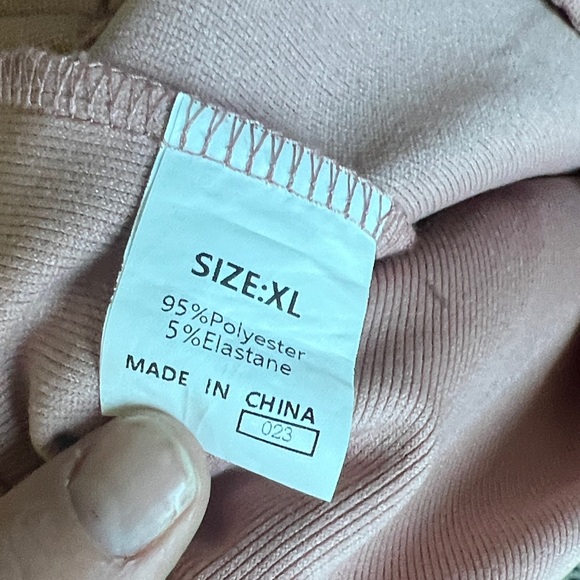 SIZE:XL
95%Polyester
5%Elastane
MADE IN CHINA
023